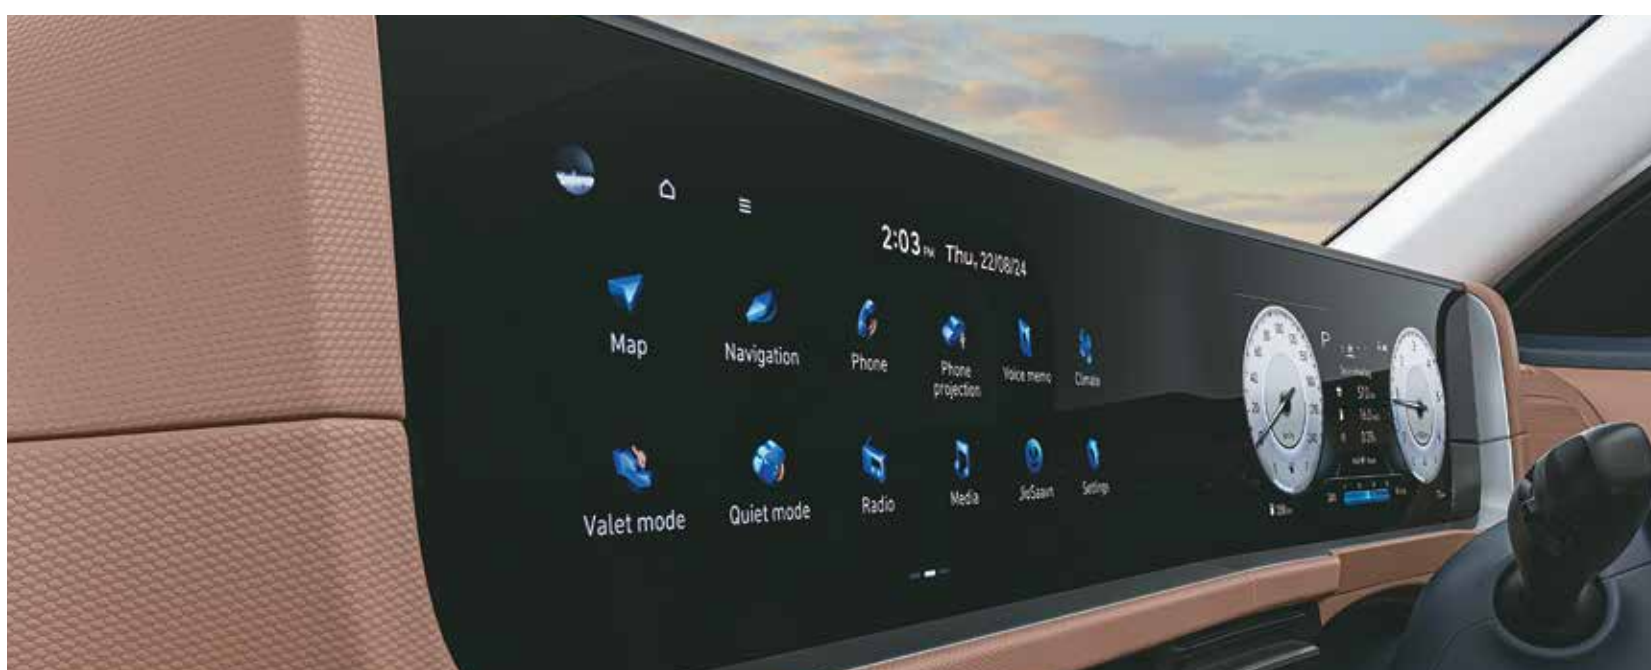 2:03 PM Thu, 22/08/24
Map
Navigation
Phone
Phone
projection
Voice memo
Climate
Valet mode
Quiet mode
Radio
Media
JioSaavn
Settings
P